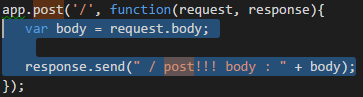 app.post('/', function(request, response){
    var body = request.body;

    response.send(" / post!!! body : " + body);
});